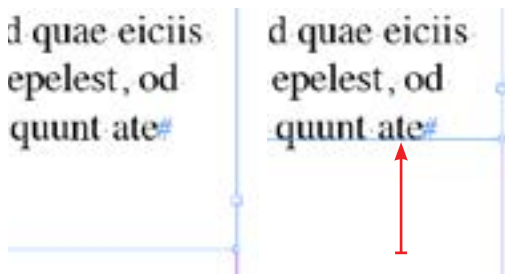 d quae eiciis
epelest, od
quunt ate#
d quae eiciis
epelest, od
quunt ate#